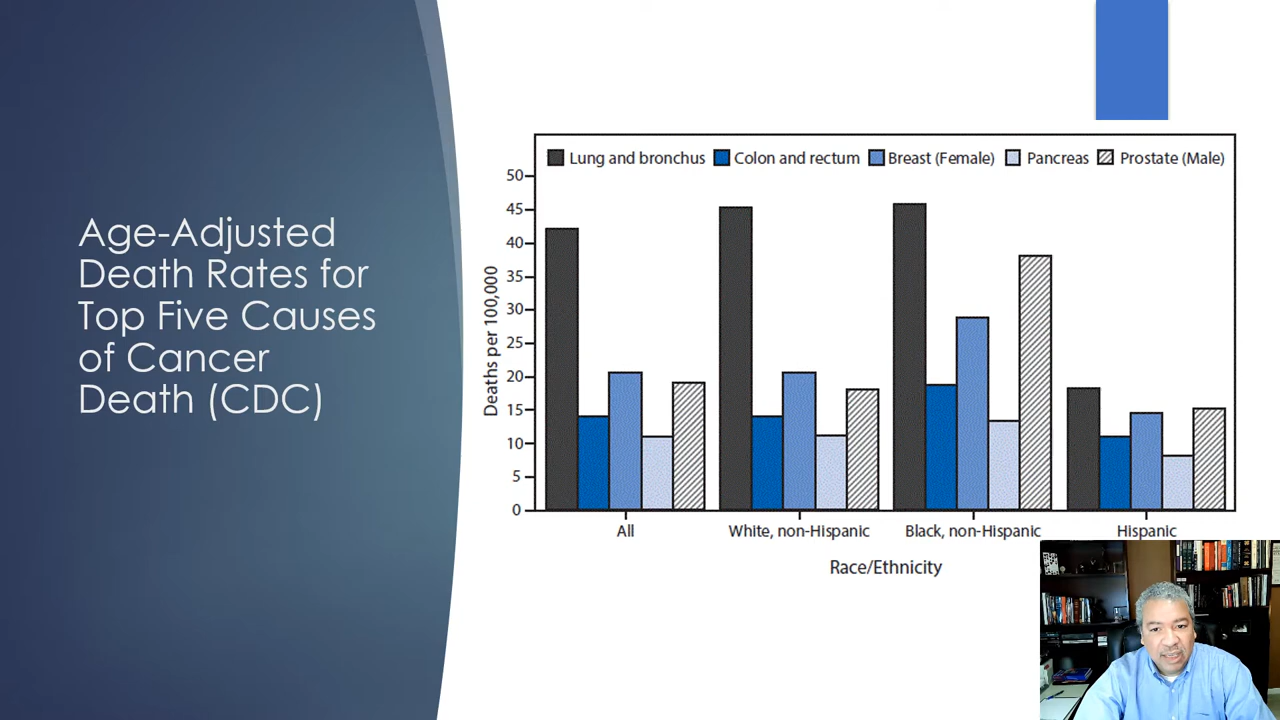 Age-Adjusted
Death Rates for
Top Five Causes
of Cancer
Death (CDC)
Lung and bronchus Colon and rectum Breast (Female) Pancreas Prostate (Male)
50
45
40
35
30
25
20
15
10
5
0
Deaths per 100,000
All White, non-Hispanic Black, non-Hispanic Hispanic
Race/Ethnicity